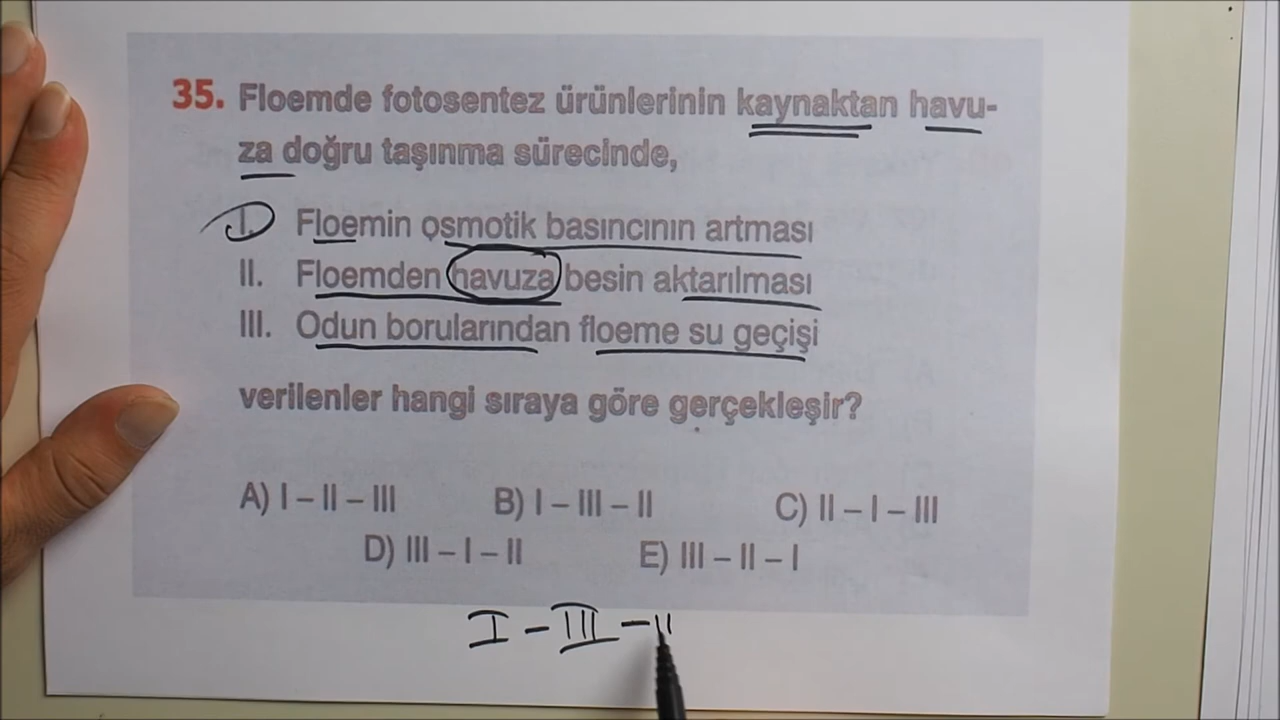 35. Floemde fotosentez ürünlerinin kaynaktan havu-
za doğru taşınma sürecinde,
I. Floemin osmotik basıncının artması
II. Floemden havuza besin aktarılması
III. Odun borularından floeme su geçişi
verilenler hangi sıraya göre gerçekleşir?
A) I – II – III B) I – III – II C) II – I – III
D) III – I – II E) III – II – I
I – III – II